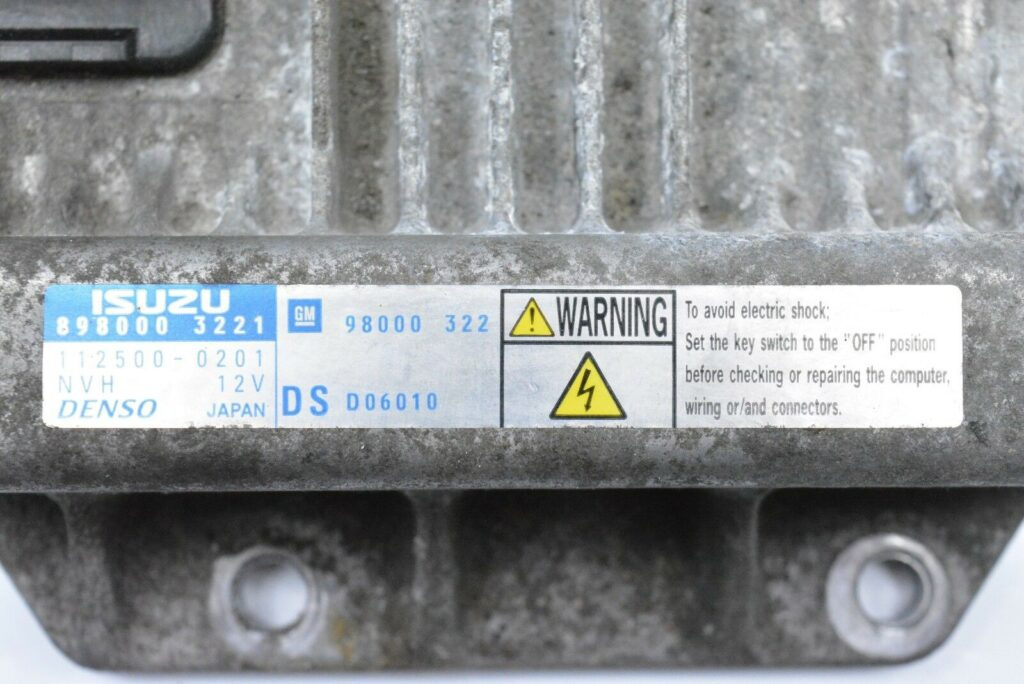 ISUZU
898000 3221
112500-0201
NVH 12V
DENSO JAPAN
GM 98000 322
DS D06010
WARNING
To avoid electric shock;
Set the key switch to the "OFF" position
before checking or repairing the computer,
wiring or/and connectors.